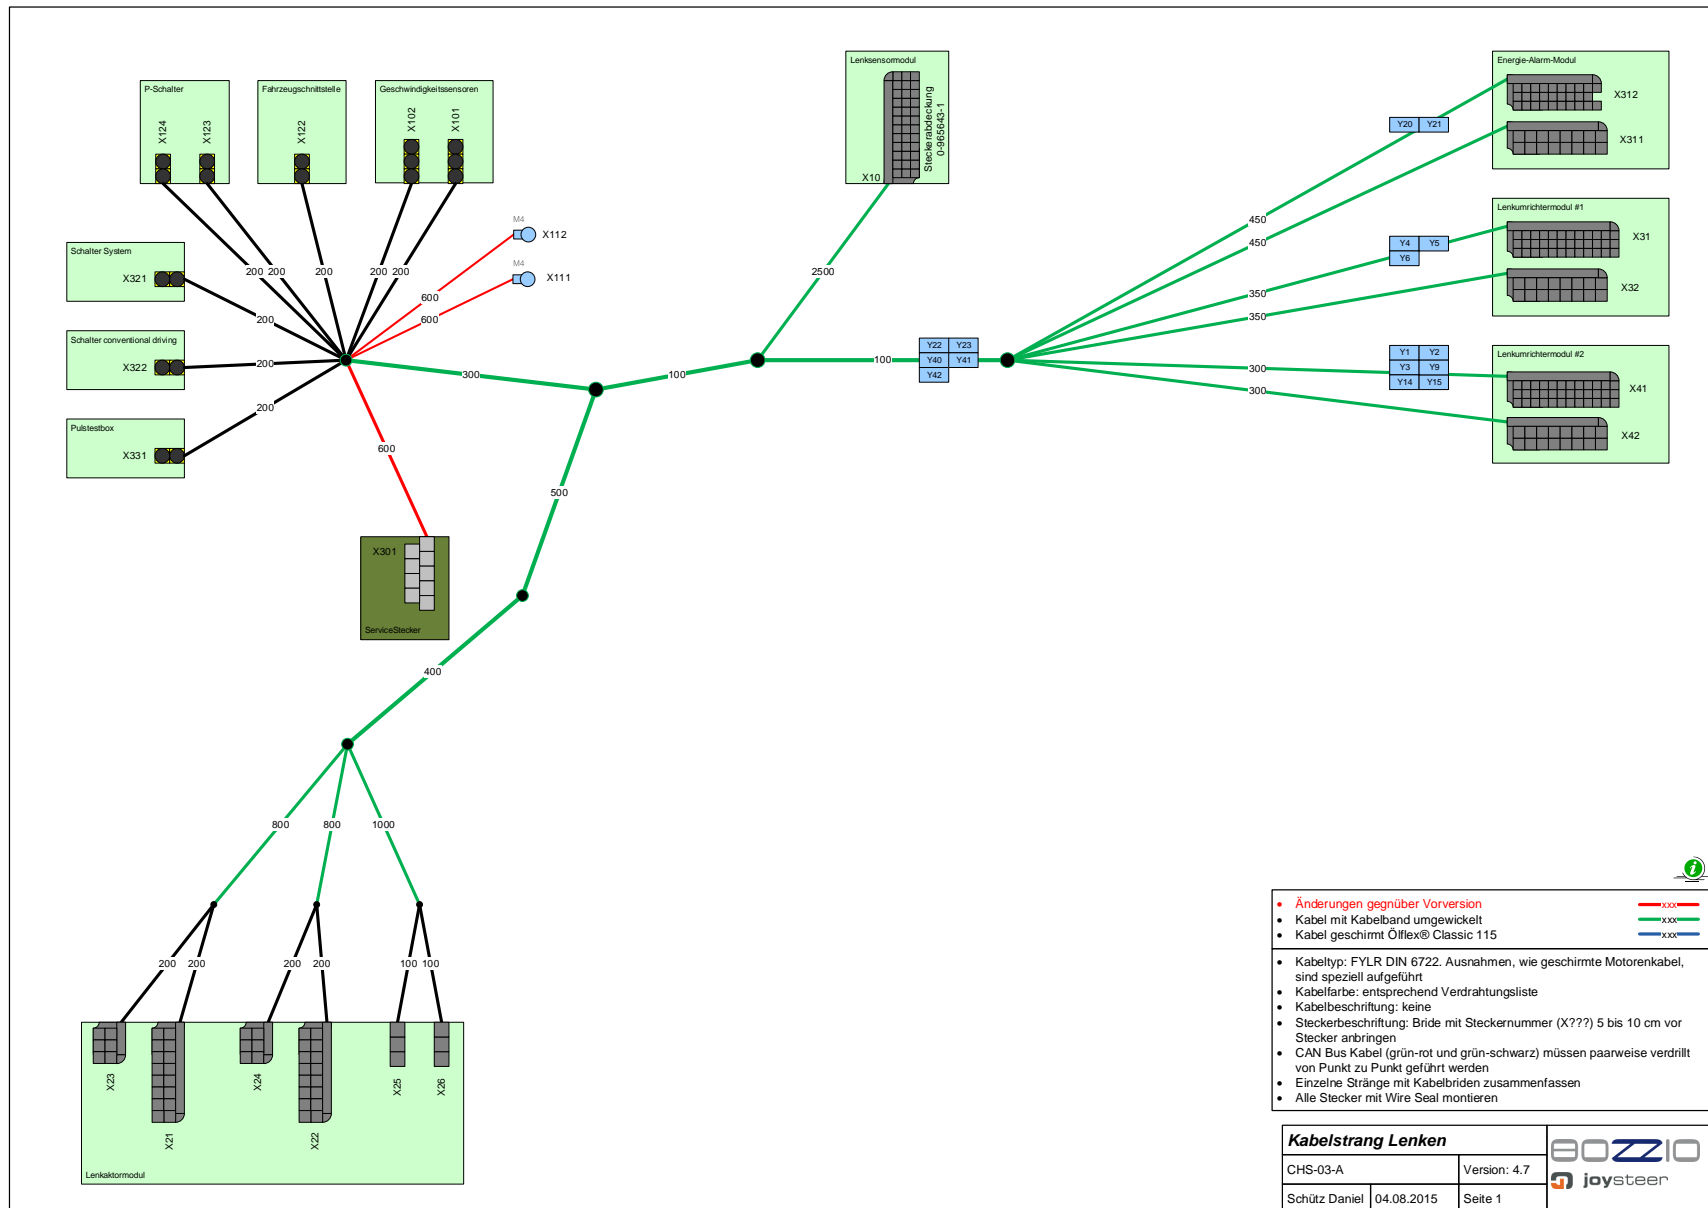 P-Schalter
X124
X123
Fahrzeugschnittstelle
X122
Geschwindigkeitssensoren
X102
X101
Lenksensormodul
X10
Steckerabdeckung
0-965643-1
Energie-Alarm-Modul
X312
X311
Y20 Y21
Lenkumrichtermodul #1
X31
X32
Y4 Y5
Y6
Lenkumrichtermodul #2
X41
X42
Y1 Y2
Y3 Y9
Y14 Y15
Y22 Y23
Y40 Y41
Y42
M4
X112
M4
X111
Schalter System
X321
Schalter conventional driving
X322
Pulstestbox
X331
200
200
200
200
200
600
600
200
200
200
300
100
2500
100
450
450
350
350
300
300
600
500
400
X301
ServiceStecker
800
800
1000
200
200
200
200
100
100
X23
X21
X24
X22
X25
X26
Lenkaktormodul
• Änderungen gegnüber Vorversion xxx
• Kabel mit Kabelband umgewickelt xxx
• Kabel geschirmt Ölflex® Classic 115 xxx
• Kabeltyp: FYLR DIN 6722. Ausnahmen, wie geschirmte Motorenkabel,
sind speziell aufgeführt
• Kabelfarbe: entsprechend Verdrahtungsliste
• Kabelbeschriftung: keine
• Steckerbeschriftung: Bride mit Steckernummer (X???) 5 bis 10 cm vor
Stecker anbringen
• CAN Bus Kabel (grün-rot und grün-schwarz) müssen paarweise verdrillt
von Punkt zu Punkt geführt werden
• Einzelne Stränge mit Kabelbriden zusammenfassen
• Alle Stecker mit Wire Seal montieren
Kabelstrang Lenken
CHS-03-A
Version: 4.7
Schütz Daniel
04.08.2015
Seite 1
BOZZIO
joysteer